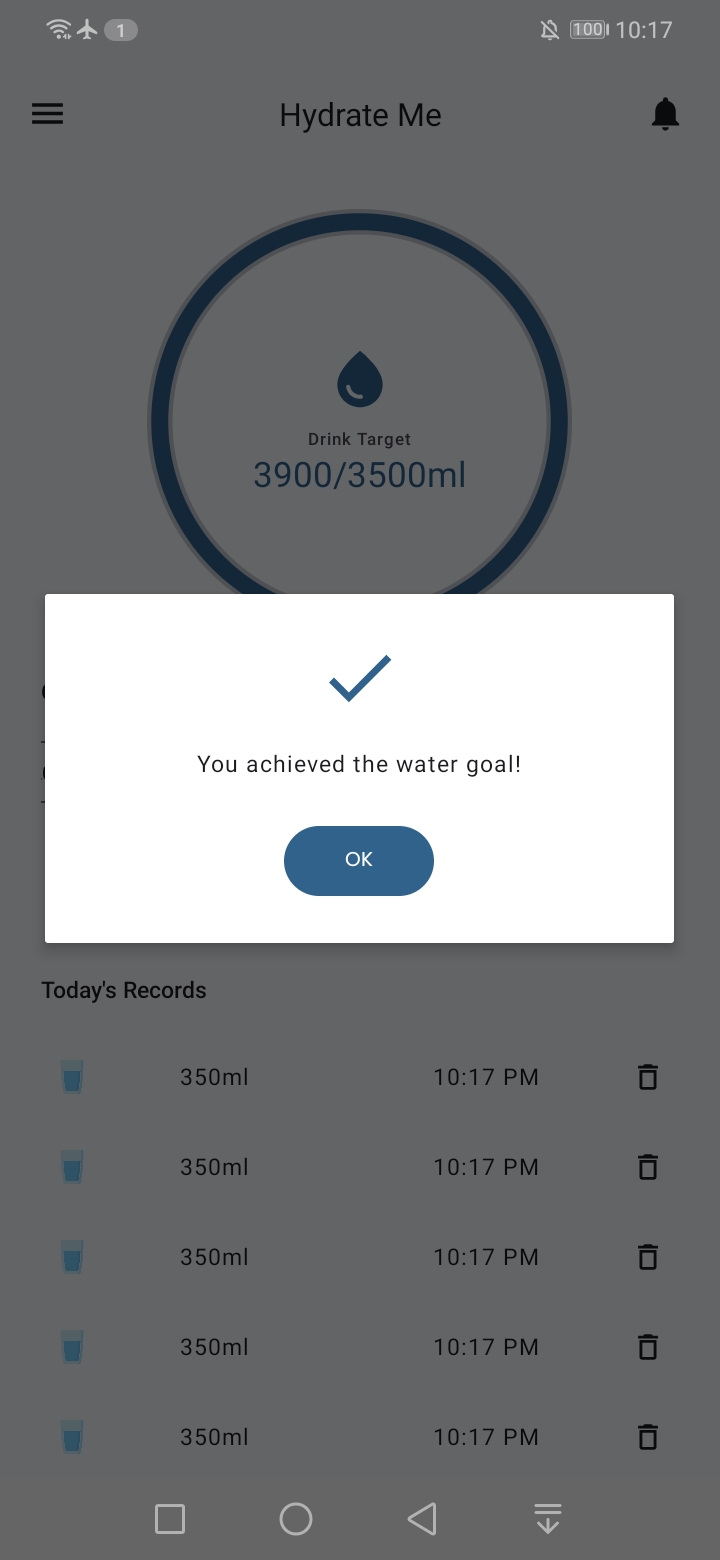 1
100 10:17
Hydrate Me
Drink Target
3900/3500ml
You achieved the water goal!
OK
Today's Records
350ml 10:17 PM
350ml 10:17 PM
350ml 10:17 PM
350ml 10:17 PM
350ml 10:17 PM